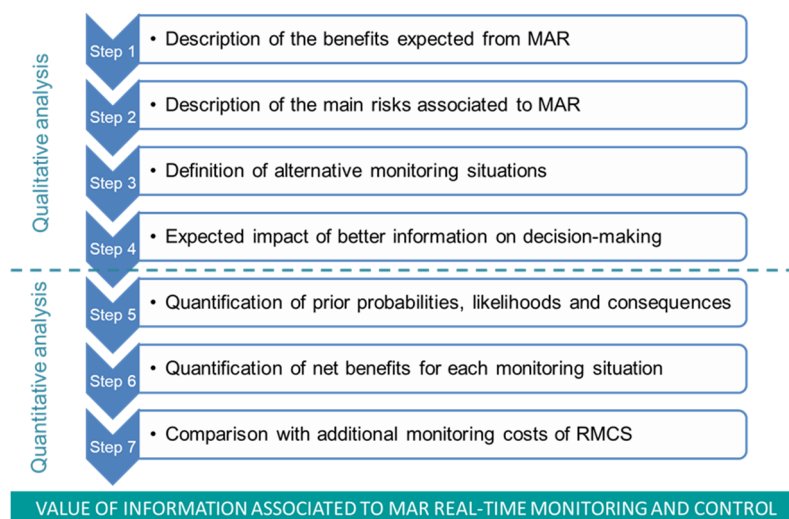 Qualitative analysis
Step 1
• Description of the benefits expected from MAR
Step 2
• Description of the main risks associated to MAR
Step 3
• Definition of alternative monitoring situations
Step 4
• Expected impact of better information on decision-making
Quantitative analysis
Step 5
• Quantification of prior probabilities, likelihoods and consequences
Step 6
• Quantification of net benefits for each monitoring situation
Step 7
• Comparison with additional monitoring costs of RMCS
VALUE OF INFORMATION ASSOCIATED TO MAR REAL-TIME MONITORING AND CONTROL